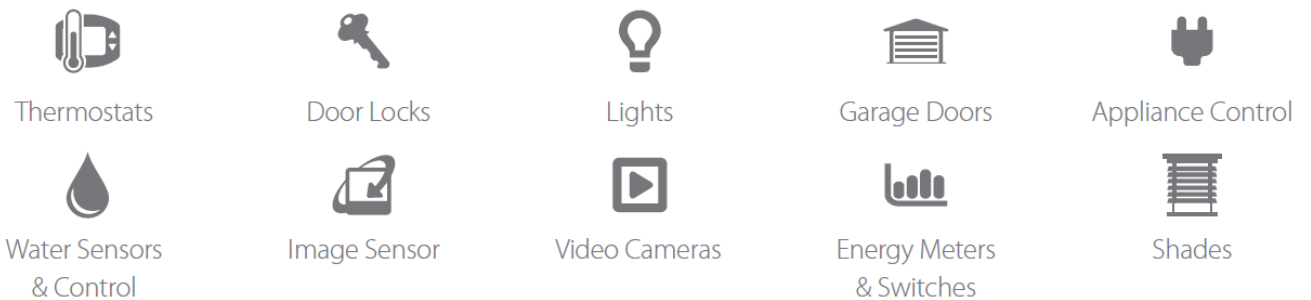 Thermostats
Door Locks
Lights
Garage Doors
Appliance Control
Water Sensors
& Control
Image Sensor
Video Cameras
Energy Meters
& Switches
Shades